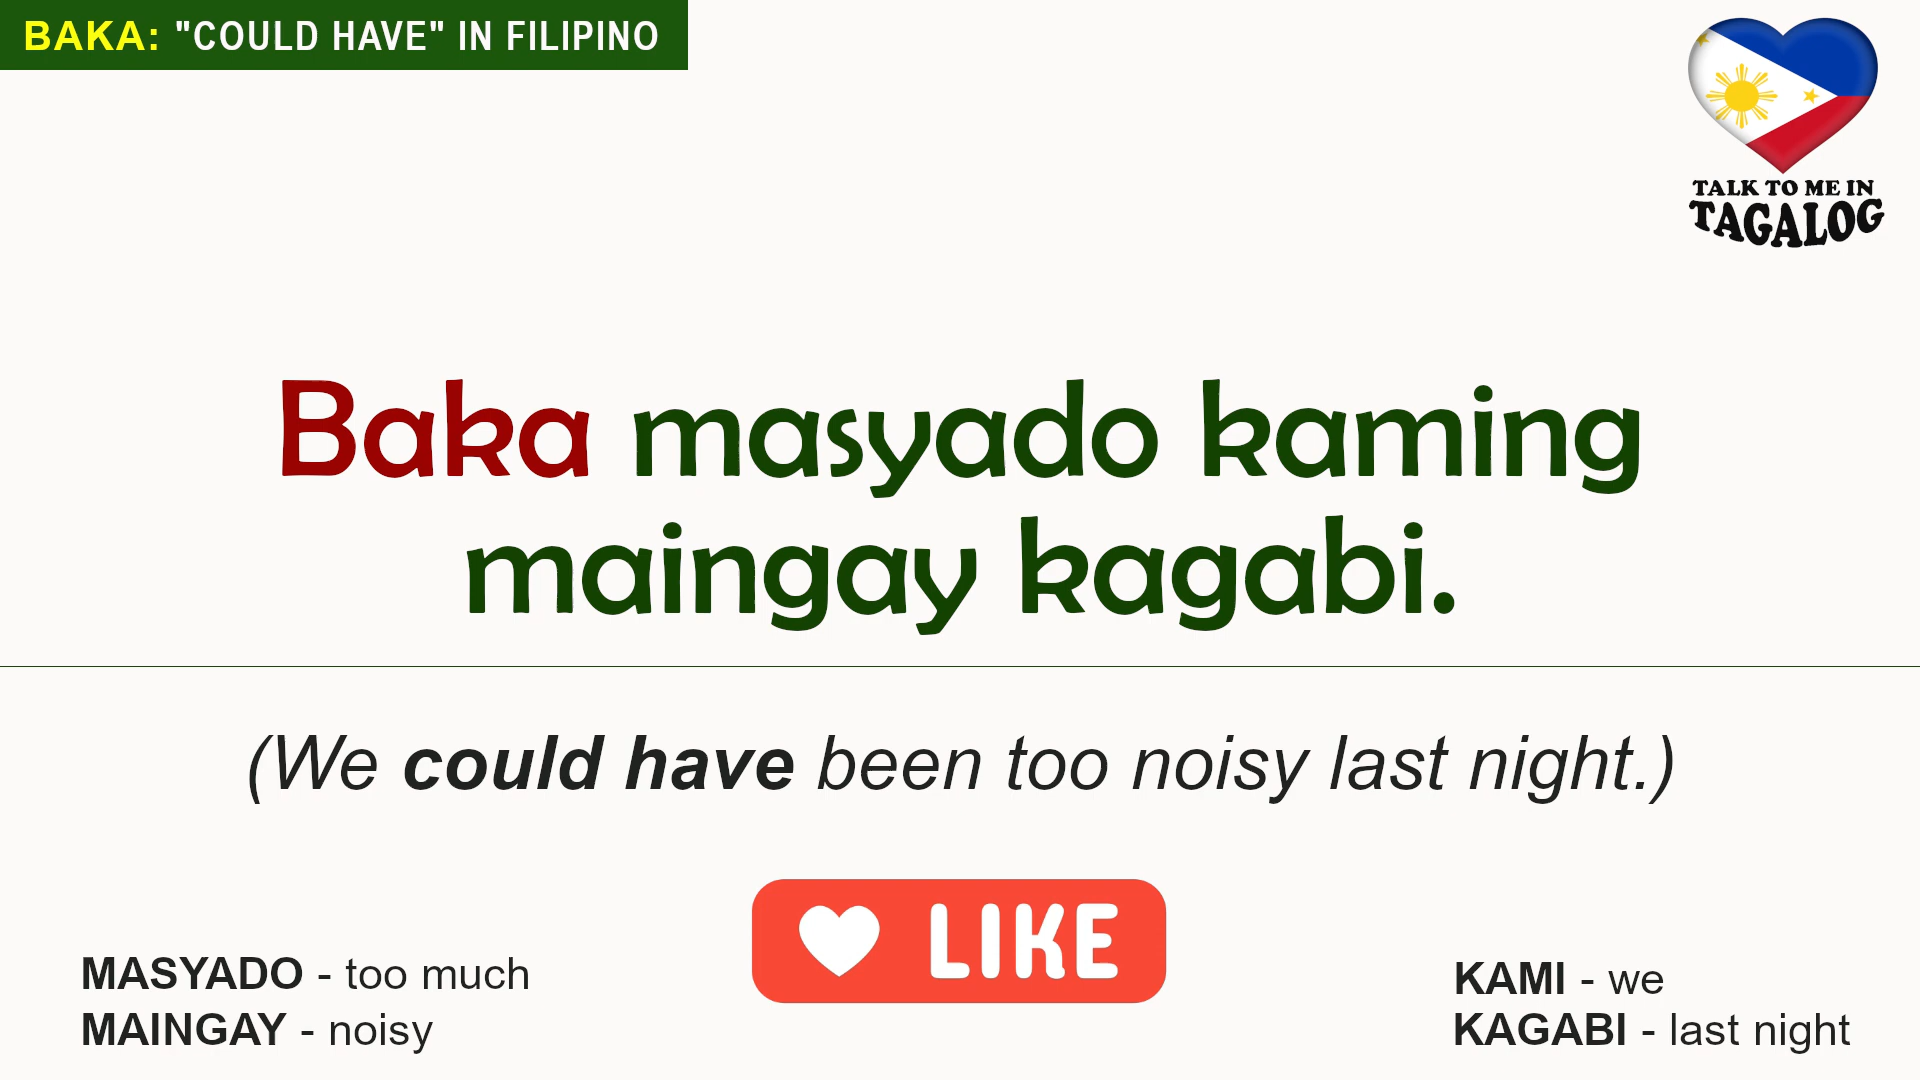 BAKA: "COULD HAVE" IN FILIPINO
TALK TO ME IN
TAGALOG
Baka masyado kaming
maingay kagabi.
(We could have been too noisy last night.)
LIKE
MASYADO - too much
MAINGAY - noisy
KAMI - we
KAGABI - last night